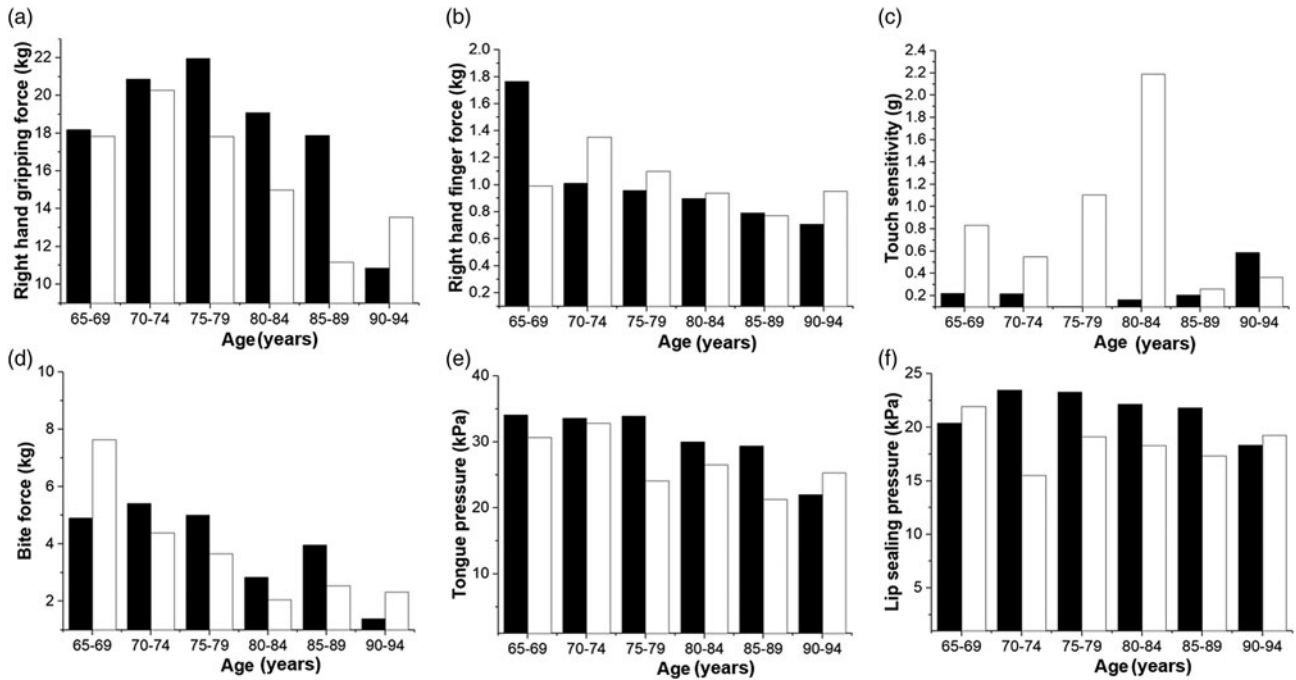 (a)
Right hand gripping force (kg)
22
20
18
16
14
12
10
65-69 70-74 75-79 80-84 85-89 90-94
Age (years)
(b)
Right hand finger force (kg)
2.0
1.8
1.6
1.4
1.2
1.0
0.8
0.6
0.4
0.2
65-69 70-74 75-79 80-84 85-89 90-94
Age (years)
(c)
Touch sensitivity (g)
2.4
2.2
2.0
1.8
1.6
1.4
1.2
1.0
0.8
0.6
0.4
0.2
65-69 70-74 75-79 80-84 85-89 90-94
Age (years)
(d)
Bite force (kg)
10
8
6
4
2
65-69 70-74 75-79 80-84 85-89 90-94
Age (years)
(e)
Tongue pressure (kPa)
40
30
20
10
65-69 70-74 75-79 80-84 85-89 90-94
Age (years)
(f)
Lip sealing pressure (kPa)
25
20
15
10
5
65-69 70-74 75-79 80-84 85-89 90-94
Age (years)